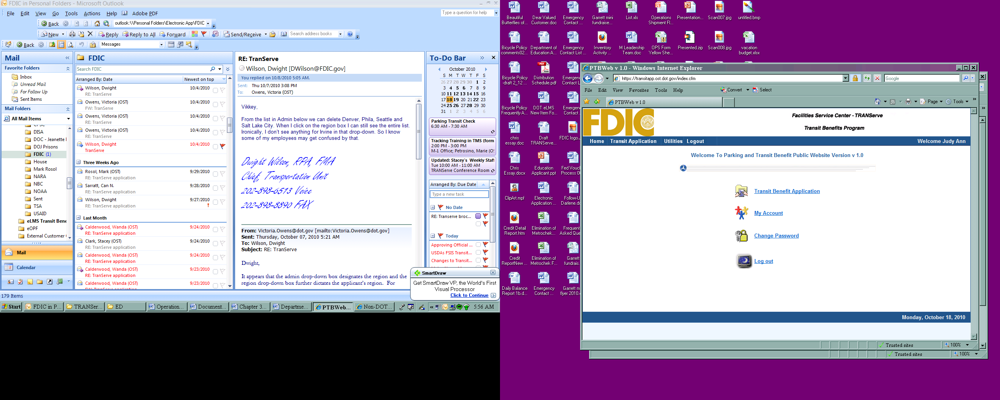 FDIC in Personal Folders - Microsoft Outlook
File Edit View Go Tools Actions Help Adobe PDF
Type a question for help
Back outlook:\\Personal Folders\Electronic App\FDIC
New Reply Reply to All Forward Send/Receive Search address books
Back Messages
Mail
Favorite Folders
Inbox
Unread Mail
For Follow Up
Sent Items
Mail Folders
All Mail Items
DISA
DOC - Jeanette
DOJ Prisons
FDIC (1)
House
Mark Rosol
NARA
NBC
NOAA
Sent
TSA
USAID
eLMS Transit Bene
eOPF
External Customer
Mail
Calendar
179 Items
FDIC
Search FDIC
Arranged By: Date Newest on top
Wilson, Dwight 10/4/2010
RE: TranServe
Owens, Victoria (OST) 10/4/2010
FW: TranServe
Owens, Victoria (OST) 10/4/2010
RE: TranServe
Owens, Victoria (OST) 10/4/2010
RE: TranServe
Wilson, Dwight 10/4/2010
TranServe
Three Weeks Ago
Rosol, Mark (OST) 9/29/2010
RE: TranServe application
Sarratt, Can N. 9/28/2010
RE: TranServe application
Wilson, Dwight 9/27/2010
RE: TranServe application
Last Month
Calderwood, Wanda (OST) 9/24/2010
RE: TranServe application
Clark, Stacey (OST) 9/24/2010
RE: TranServe application
Calderwood, Wanda (OST) 9/24/2010
RE: TranServe application
Calderwood, Wanda (OST) 9/23/2010
RE: TranServe application
Calderwood, Wanda (OST) 9/23/2010
FW: TranServe application
RE: TranServe
Wilson, Dwight [DWilson@FDIC.gov]
You replied on 10/8/2010 5:05 AM.
Sent: Thu 10/7/2010 3:08 PM
To: Owens, Victoria (OST)
Vikkey,
From the list in Admin below we can delete Denver, Phila, Seattle and
Salt Lake City. When I click on the region box I can still see the entire list.
Ironically, I don't see anything for Irvine in that drop-down. So I know
some of my employees may get confused by that.
Dwight Wilson, RPA, FMA
Chief, Transportation Unit
202-898-6513 Voice
202-898-8890 FAX
From: Victoria.Owens@dot.gov [mailto:Victoria.Owens@dot.gov]
Sent: Thursday, October 07, 2010 5:21 AM
To: Wilson, Dwight
Subject: RE: TranServe
Dwight,
It appears that the admin drop-down box designates the region and the
region drop-down box further dictates the applicant's region. For
To-Do Bar
October 2010
S M T W T F S
26 27 28 29 30 1 2
3 4 5 6 7 8 9
10 11 12 13 14 15 16
17 18 19 20 21 22 23
24 25 26 27 28 29 30
31 1 2 3 4 5 6
Parking Transit Check
6:30 AM - 7:30 AM
Tracking Training in TMS (form
2:00 PM - 3:00 PM
M-1 Office; Petrosino, Marie (OS
Updated: Stacey's Weekly Staff
Tue 10:00 AM - 11:00 AM
TRANServe Conference Room
Arranged By: Due Date
Type a new task
No Date
RE: Transerve broc...
Today
Approving Official ...
USDAs FSIS Transit...
Changes to Transit...
SmartDraw
Get SmartDraw VP, the World's First
Visual Processor
Click to Continue
Start FDIC in P... TRANSer... ED Operation... Document... Chapter 3... Departme... PTBWeb... Non-DOT... 5:56 AM
Beautiful Butterflies of...
Dear Valued Customer.doc
Emergency Contact ...
Garrett mini fundraise...
List.xls
Operations Shipment Fl...
Presentation...
Scan007.jpg
untitled.bmp
Bicycle Policy comments02...
Department of Education A...
Emergency Contact List ...
Inventory Activity ...
M Leadership Team.doc
OPS Form Yellow She...
Presented.zip
Scan008.jpg
vacation budget.xlsx
Bicycle Policy -draft 2_12 ...
Distribution Schedule.pdf
Emergenc Contact L
Bicycle Policy Frequently A...
DOT eLMS New Item Fo...
Emergenc Contact
chris essay.doc
Draft TRANServe...
FDIC logo.
Chris Essay.docx
Education Applicant.ppt
Fed Vouc Process 0
ClipArt.mpf
Electronic Application ...
Follow-U Darlene.do
Credit Detail Report.htm
Elimination of Metrochek...
Frequent Asked Que
Credit ReportNew ...
Elimination of Metrochek F...
Garrett fundrais.
Daily Balance Report 1b.d...
Emergency Contact ...
Garrett m flyer 2010.
PTBWeb v 1.0 - Windows Internet Explorer
https://transitapp.ost.dot.gov/index.cfm
Google
File Edit View Favorites Tools Help Convert Select
PTBWeb v 1.0
Page Tools
FDIC
Facilities Service Center - TRANServe
Transit Benefits Program
Home Transit Application Utilities Logout Welcome Judy Ann
Welcome To Parking and Transit Benefit Public Website Version v 1.0
Transit Benefit Application
My Account
Change Password
Log out
Monday, October 18, 2010
Trusted sites 100%
Trusted sites 100%